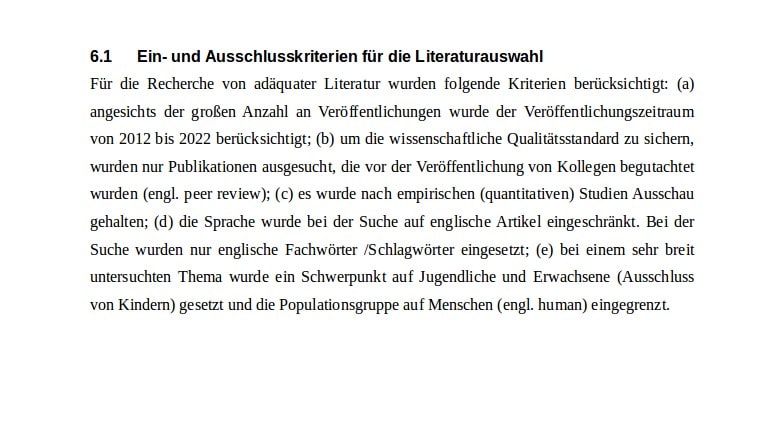 6.1 Ein- und Ausschlusskriterien für die Literaturauswahl
Für die Recherche von adäquater Literatur wurden folgende Kriterien berücksichtigt: (a)
angesichts der großen Anzahl an Veröffentlichungen wurde der Veröffentlichungszeitraum
von 2012 bis 2022 berücksichtigt; (b) um die wissenschaftliche Qualitätsstandard zu sichern,
wurden nur Publikationen ausgesucht, die vor der Veröffentlichung von Kollegen begutachtet
wurden (engl. peer review); (c) es wurde nach empirischen (quantitativen) Studien Ausschau
gehalten; (d) die Sprache wurde bei der Suche auf englische Artikel eingeschränkt. Bei der
Suche wurden nur englische Fachwörter /Schlagwörter eingesetzt; (e) bei einem sehr breit
untersuchten Thema wurde ein Schwerpunkt auf Jugendliche und Erwachsene (Ausschluss
von Kindern) gesetzt und die Populationsgruppe auf Menschen (engl. human) eingegrenzt.